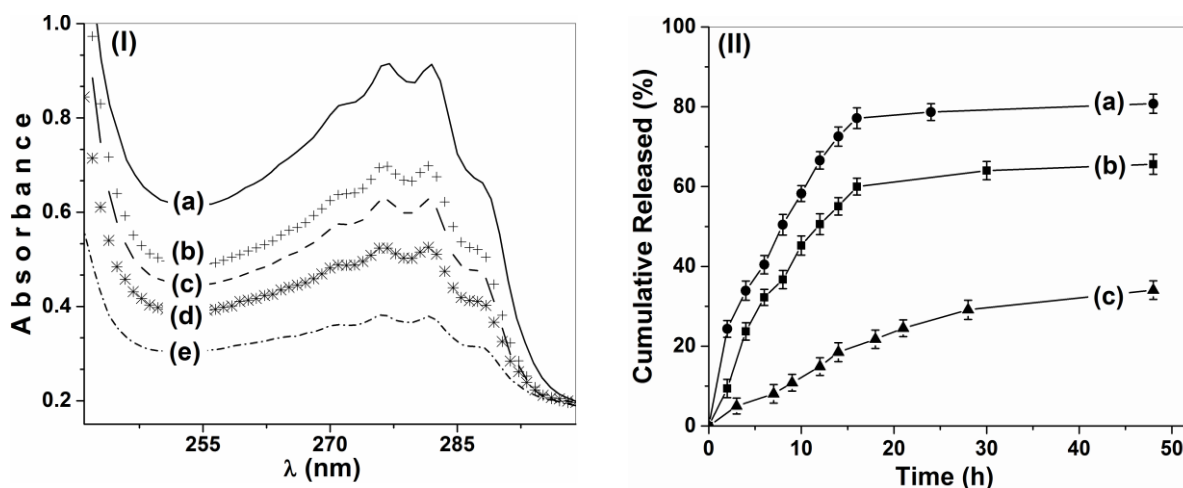 (I)
1.0
0.8
0.6
0.4
0.2
Absorbance
(a)
(b)
(c)
(d)
(e)
255
270
285
λ (nm)
(II)
100
80
60
40
20
0
Cumulative Released (%)
(a)
(b)
(c)
0
10
20
30
40
50
Time (h)